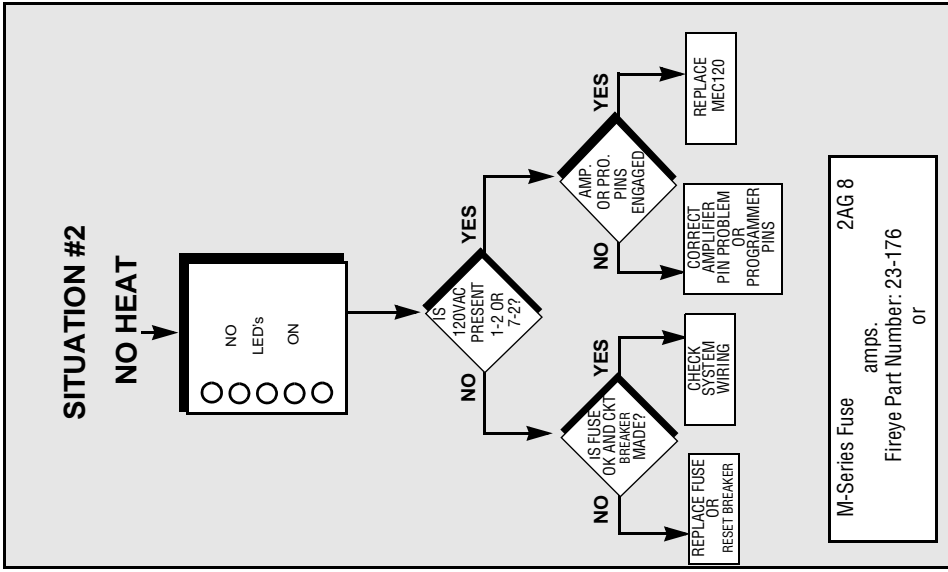 SITUATION #2
NO HEAT
NO
LED's
ON
IS
120VAC
PRESENT
1-2 OR
7-2?
NO
YES
IS FUSE
OK AND CKT
BREAKER
MADE?
NO
YES
REPLACE FUSE
OR
RESET BREAKER
CHECK
SYSTEM
WIRING
AMP.
OR PRO.
PINS
ENGAGED
NO
YES
CORRECT
AMPLIFIER
PIN PROBLEM
OR
PROGRAMMER
PINS
REPLACE
MEC120
M-Series Fuse 2AG 8
amps.
Fireye Part Number: 23-176
or